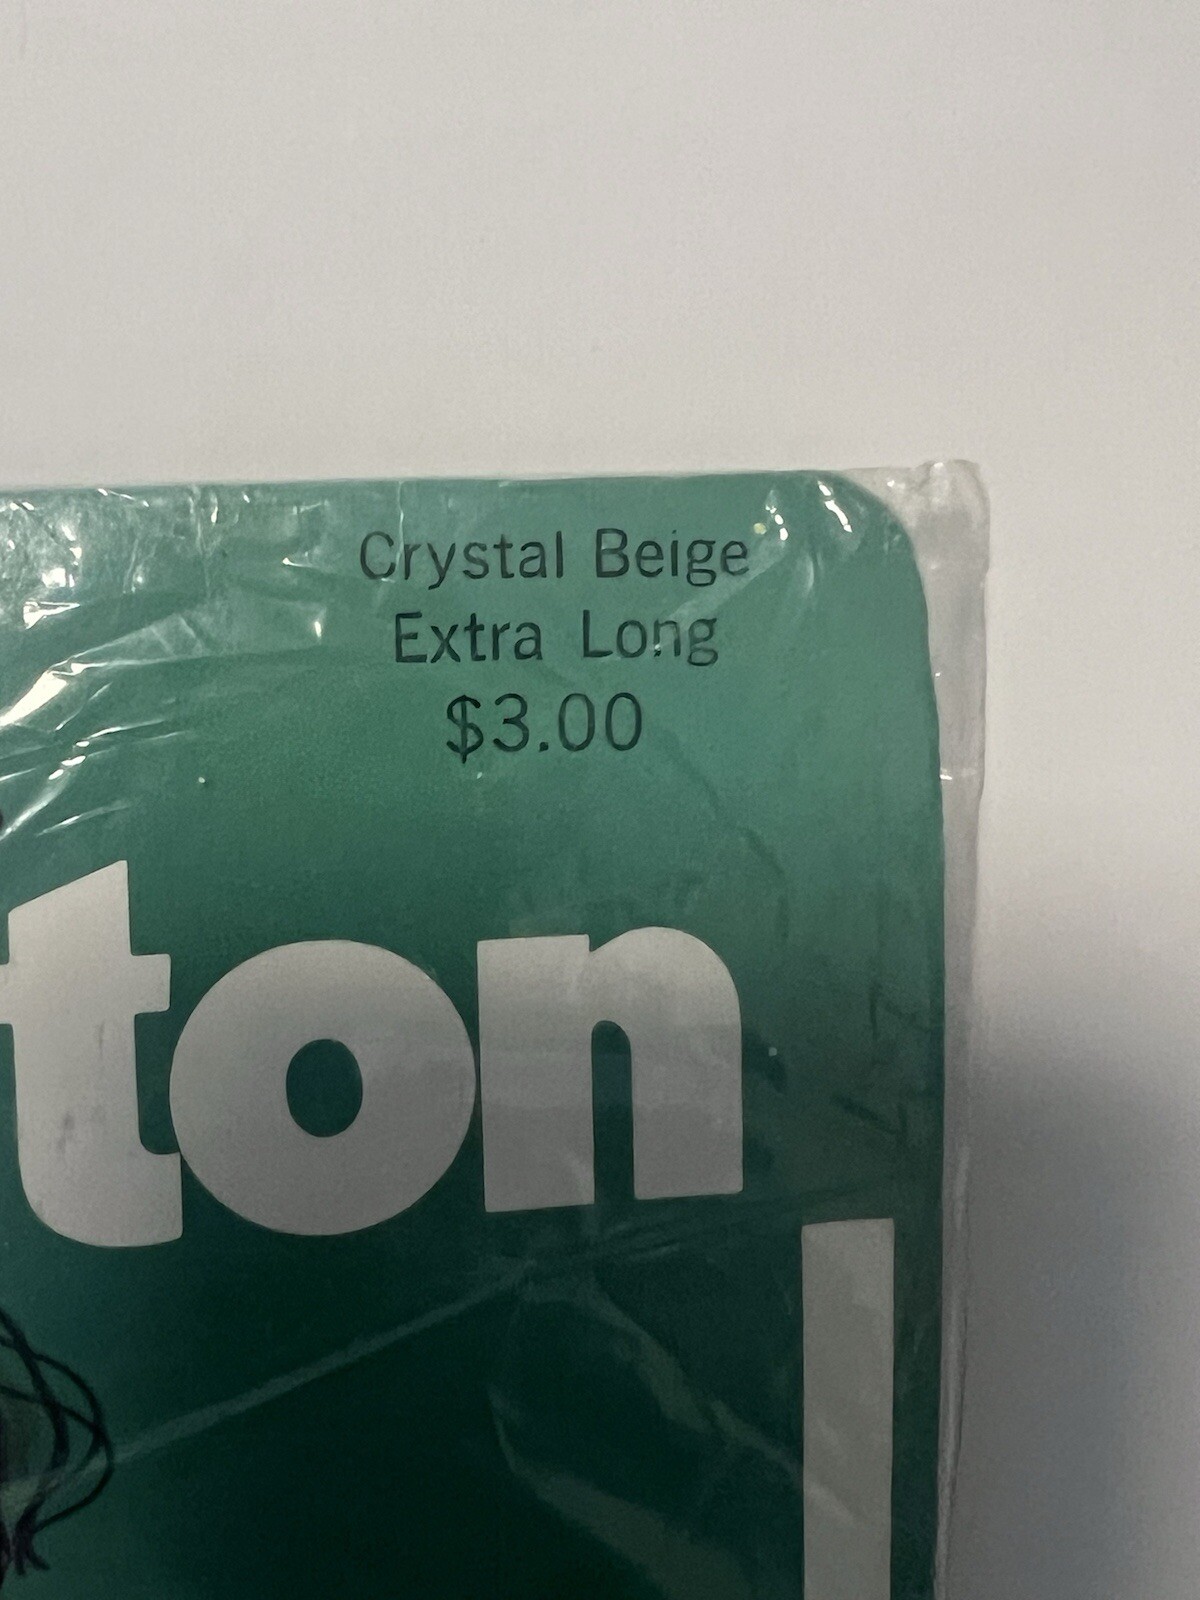 Crystal Beige
Extra Long
$3.00
ton